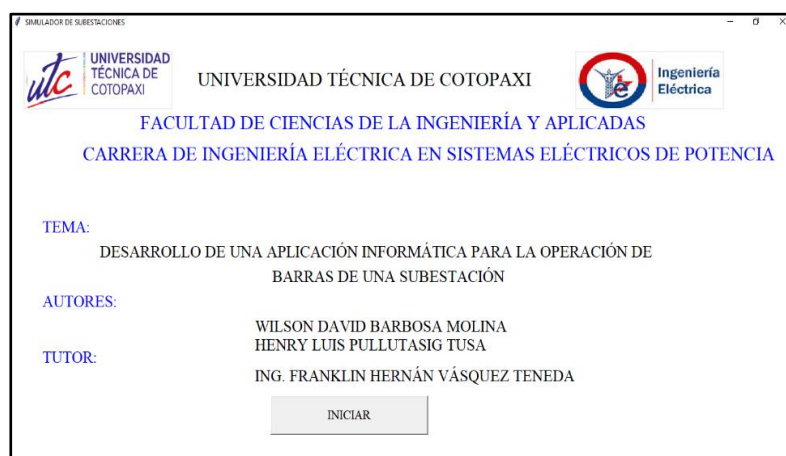 SIMULADOR DE SUBESTACIONES
UNIVERSIDAD
TÉCNICA DE
COTOPAXI
utc
UNIVERSIDAD TÉCNICA DE COTOPAXI
Ingeniería
Eléctrica
FACULTAD DE CIENCIAS DE LA INGENIERÍA Y APLICADAS
CARRERA DE INGENIERÍA ELÉCTRICA EN SISTEMAS ELÉCTRICOS DE POTENCIA
TEMA:
DESARROLLO DE UNA APLICACIÓN INFORMÁTICA PARA LA OPERACIÓN DE
BARRAS DE UNA SUBESTACIÓN
AUTORES:
WILSON DAVID BARBOSA MOLINA
HENRY LUIS PULLUTASIG TUSA
TUTOR:
ING. FRANKLIN HERNÁN VÁSQUEZ TENEDA
INICIAR